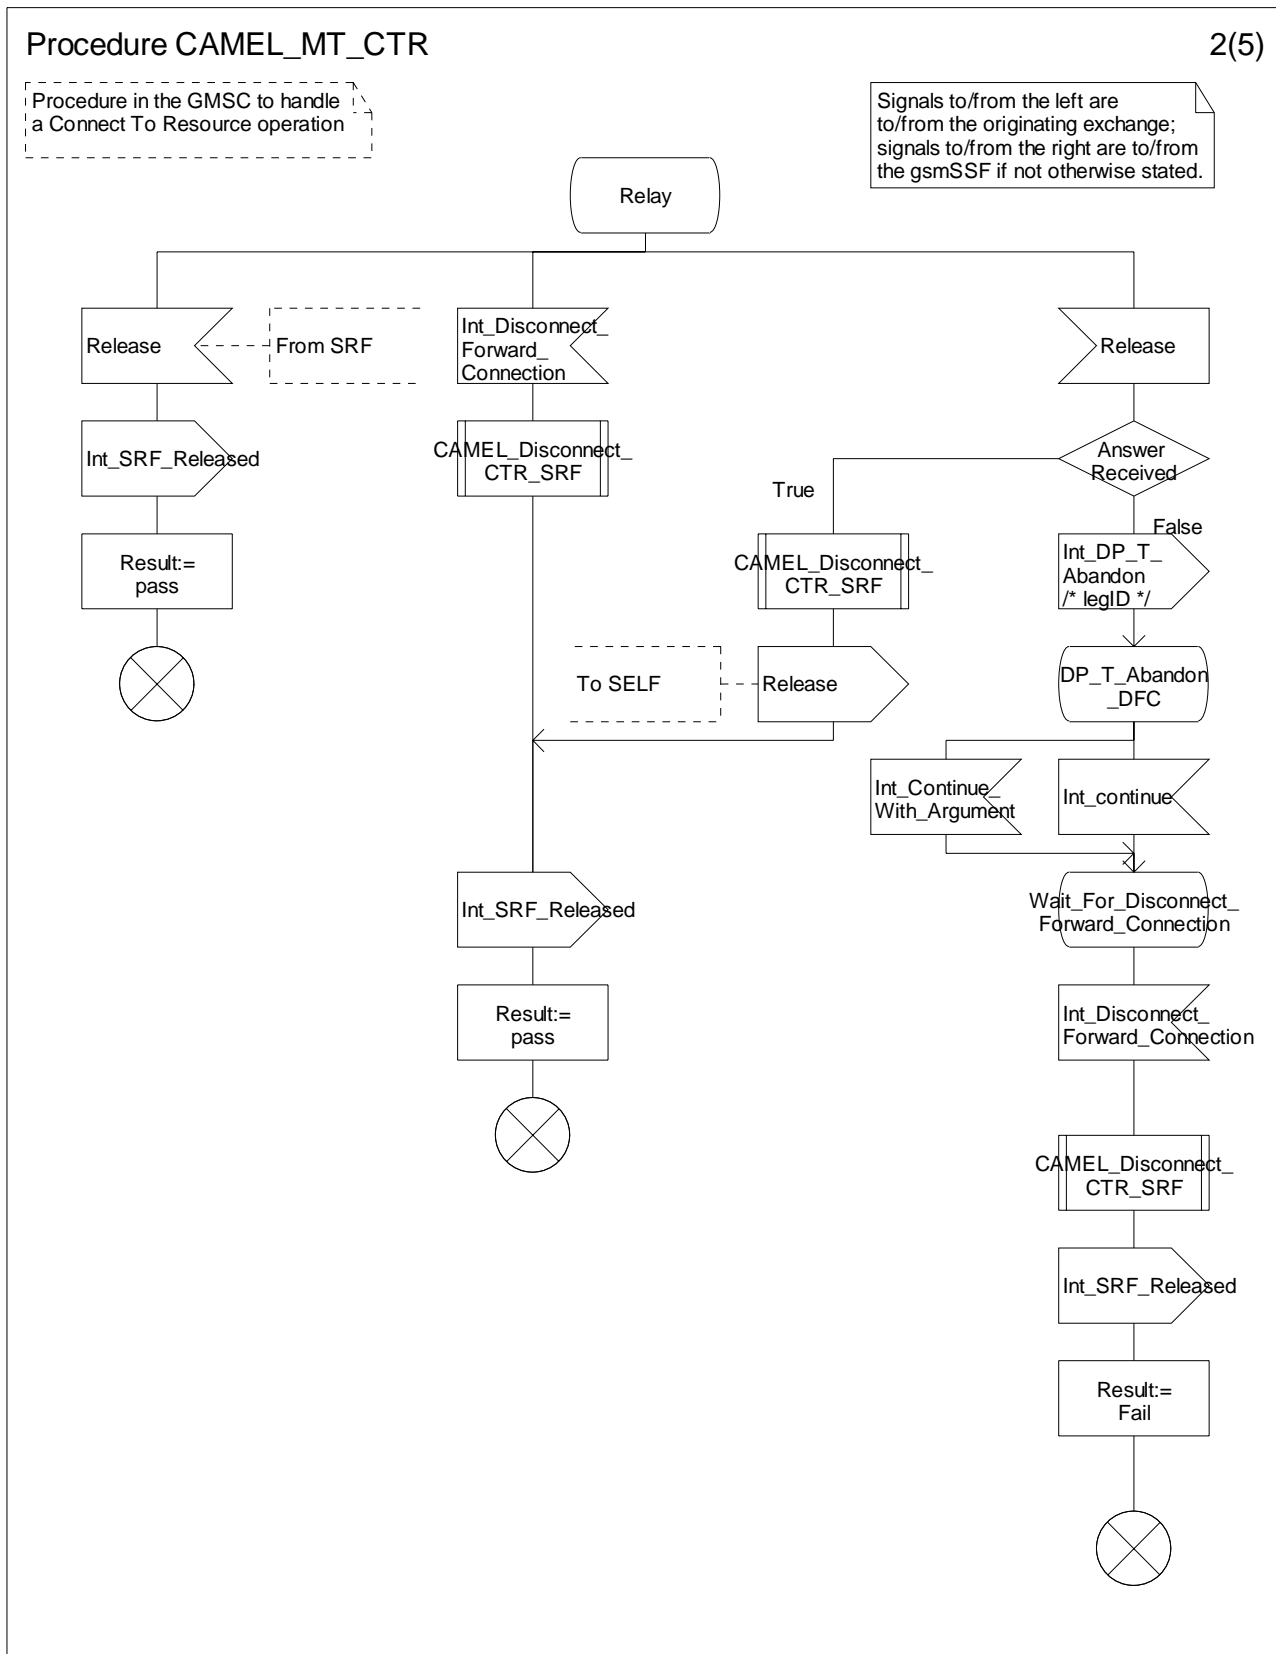 Procedure CAMEL_MT_CTR
2(5)
Procedure in the GMSC to handle
a Connect To Resource operation
Signals to/from the left are
to/from the originating exchange;
signals to/from the right are to/from
the gsmSSF if not otherwise stated.
Relay
Release
From SRF
Int_Disconnect_
Forward_
Connection
Release
Int_SRF_Released
CAMEL_Disconnect_
CTR_SRF
Answer
Received
True
False
Result:=
pass
CAMEL_Disconnect_
CTR_SRF
Int_DP_T_
Abandon
/* legID */
To SELF
Release
DP_T_Abandon
_DFC
Int_Continue_
With_Argument
Int_continue
Int_SRF_Released
Wait_For_Disconnect_
Forward_Connection
Result:=
pass
Int_Disconnect_
Forward_Connection
CAMEL_Disconnect_
CTR_SRF
Int_SRF_Released
Result:=
Fail